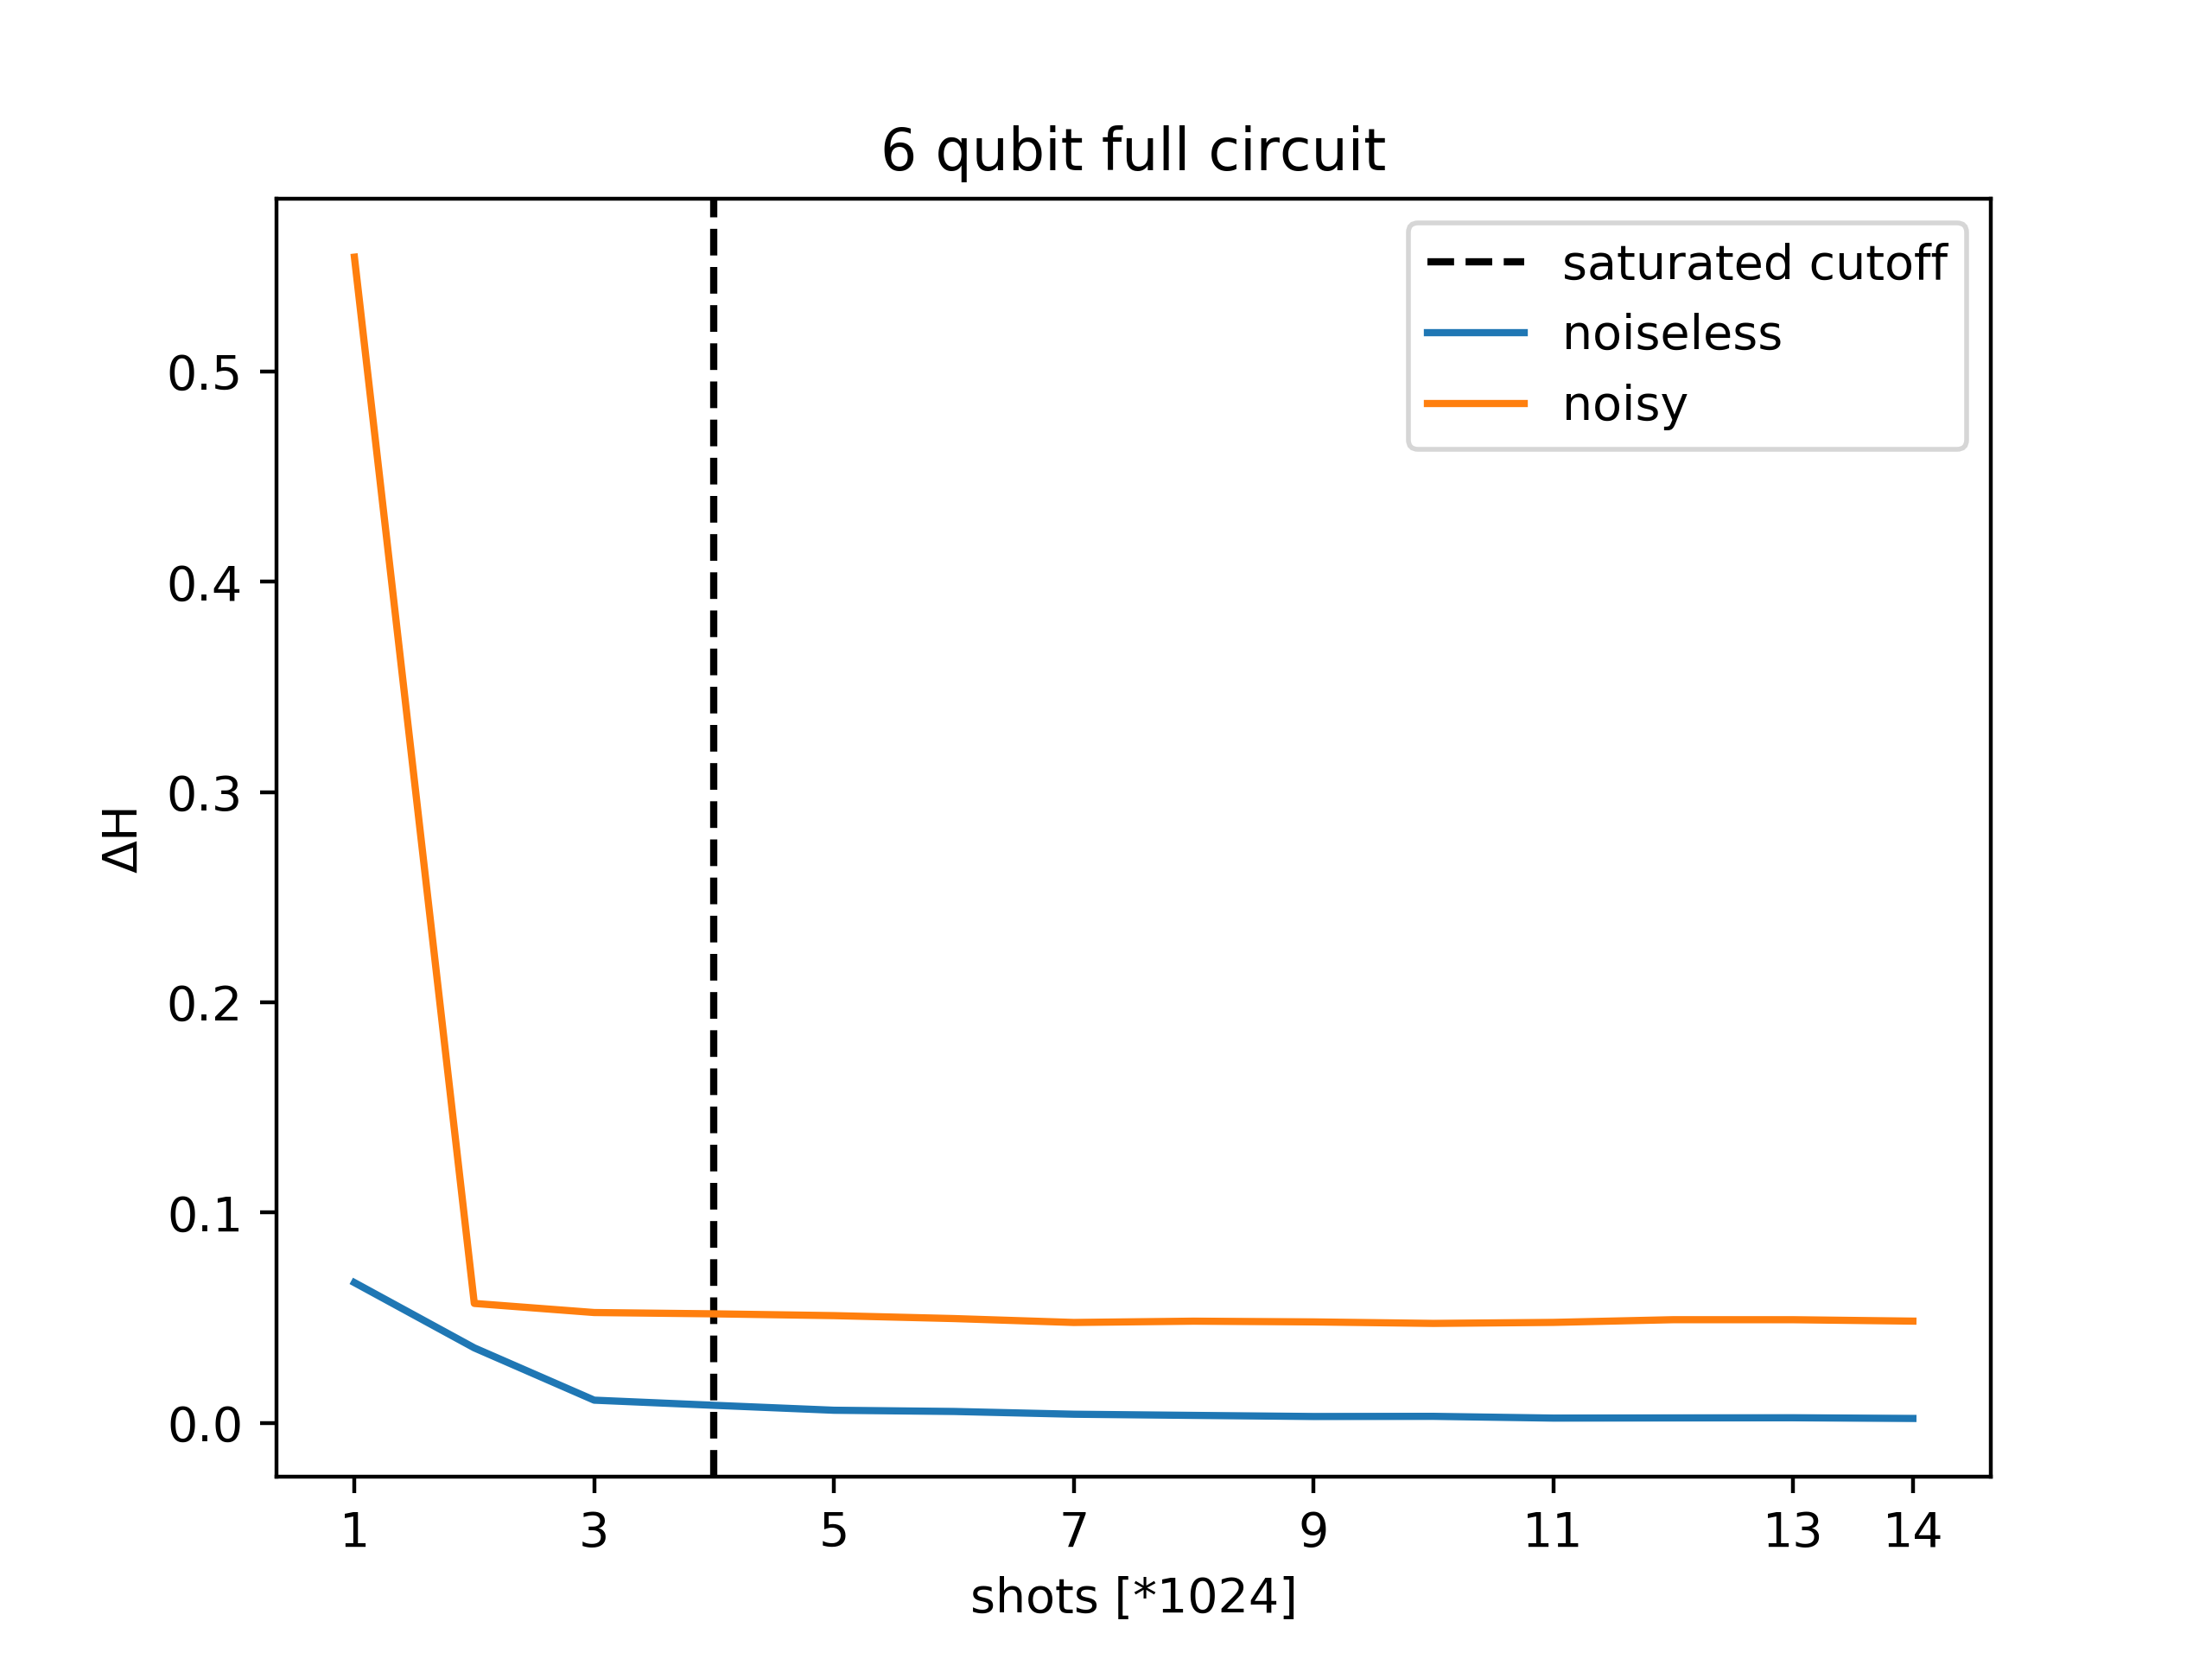 6 qubit full circuit
saturated cutoff
noiseless
noisy
0.5
0.4
0.3
0.2
0.1
0.0
ΔH
1 3 5 7 9 11 13 14
shots [*1024]